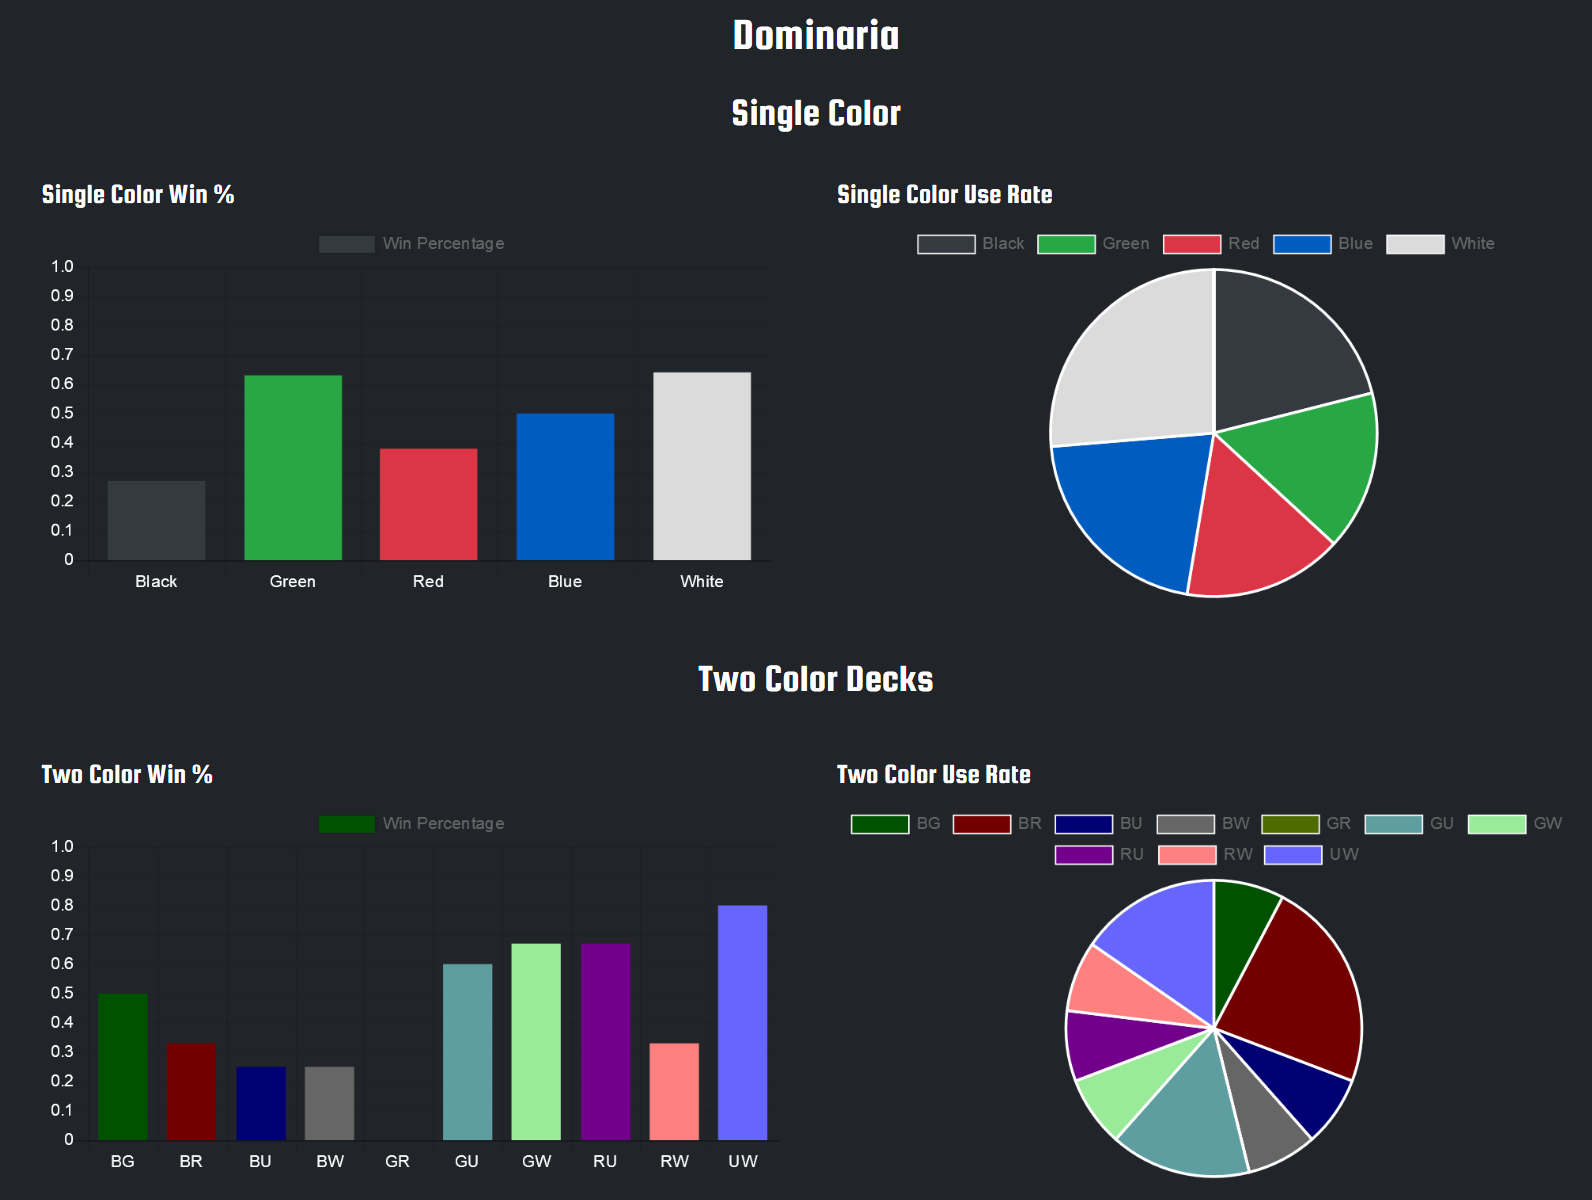 Dominaria
Single Color
Single Color Win %
Win Percentage
1.0
0.9
0.8
0.7
0.6
0.5
0.4
0.3
0.2
0.1
0
Black Green Red Blue White
Single Color Use Rate
Black Green Red Blue White
Two Color Decks
Two Color Win %
Win Percentage
1.0
0.9
0.8
0.7
0.6
0.5
0.4
0.3
0.2
0.1
0
BG BR BU BW GR GU GW RU RW UW
Two Color Use Rate
BG BR BU BW GR GU GW
RU RW UW